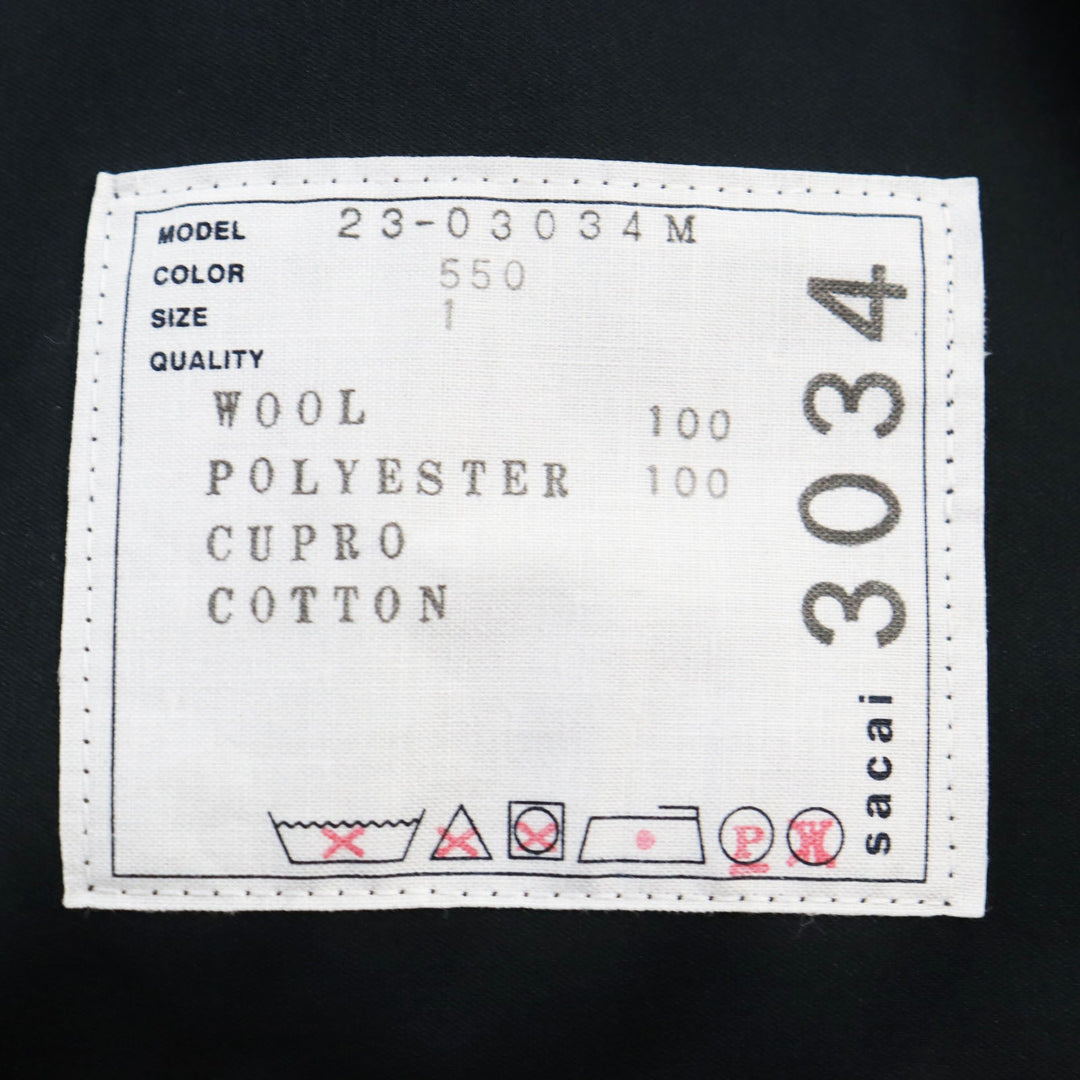 MODEL 23-03034M
COLOR 550
SIZE 1
QUALITY
WOOL 100
POLYESTER 100
CUPRO
COTTON
P W
sacai 3034